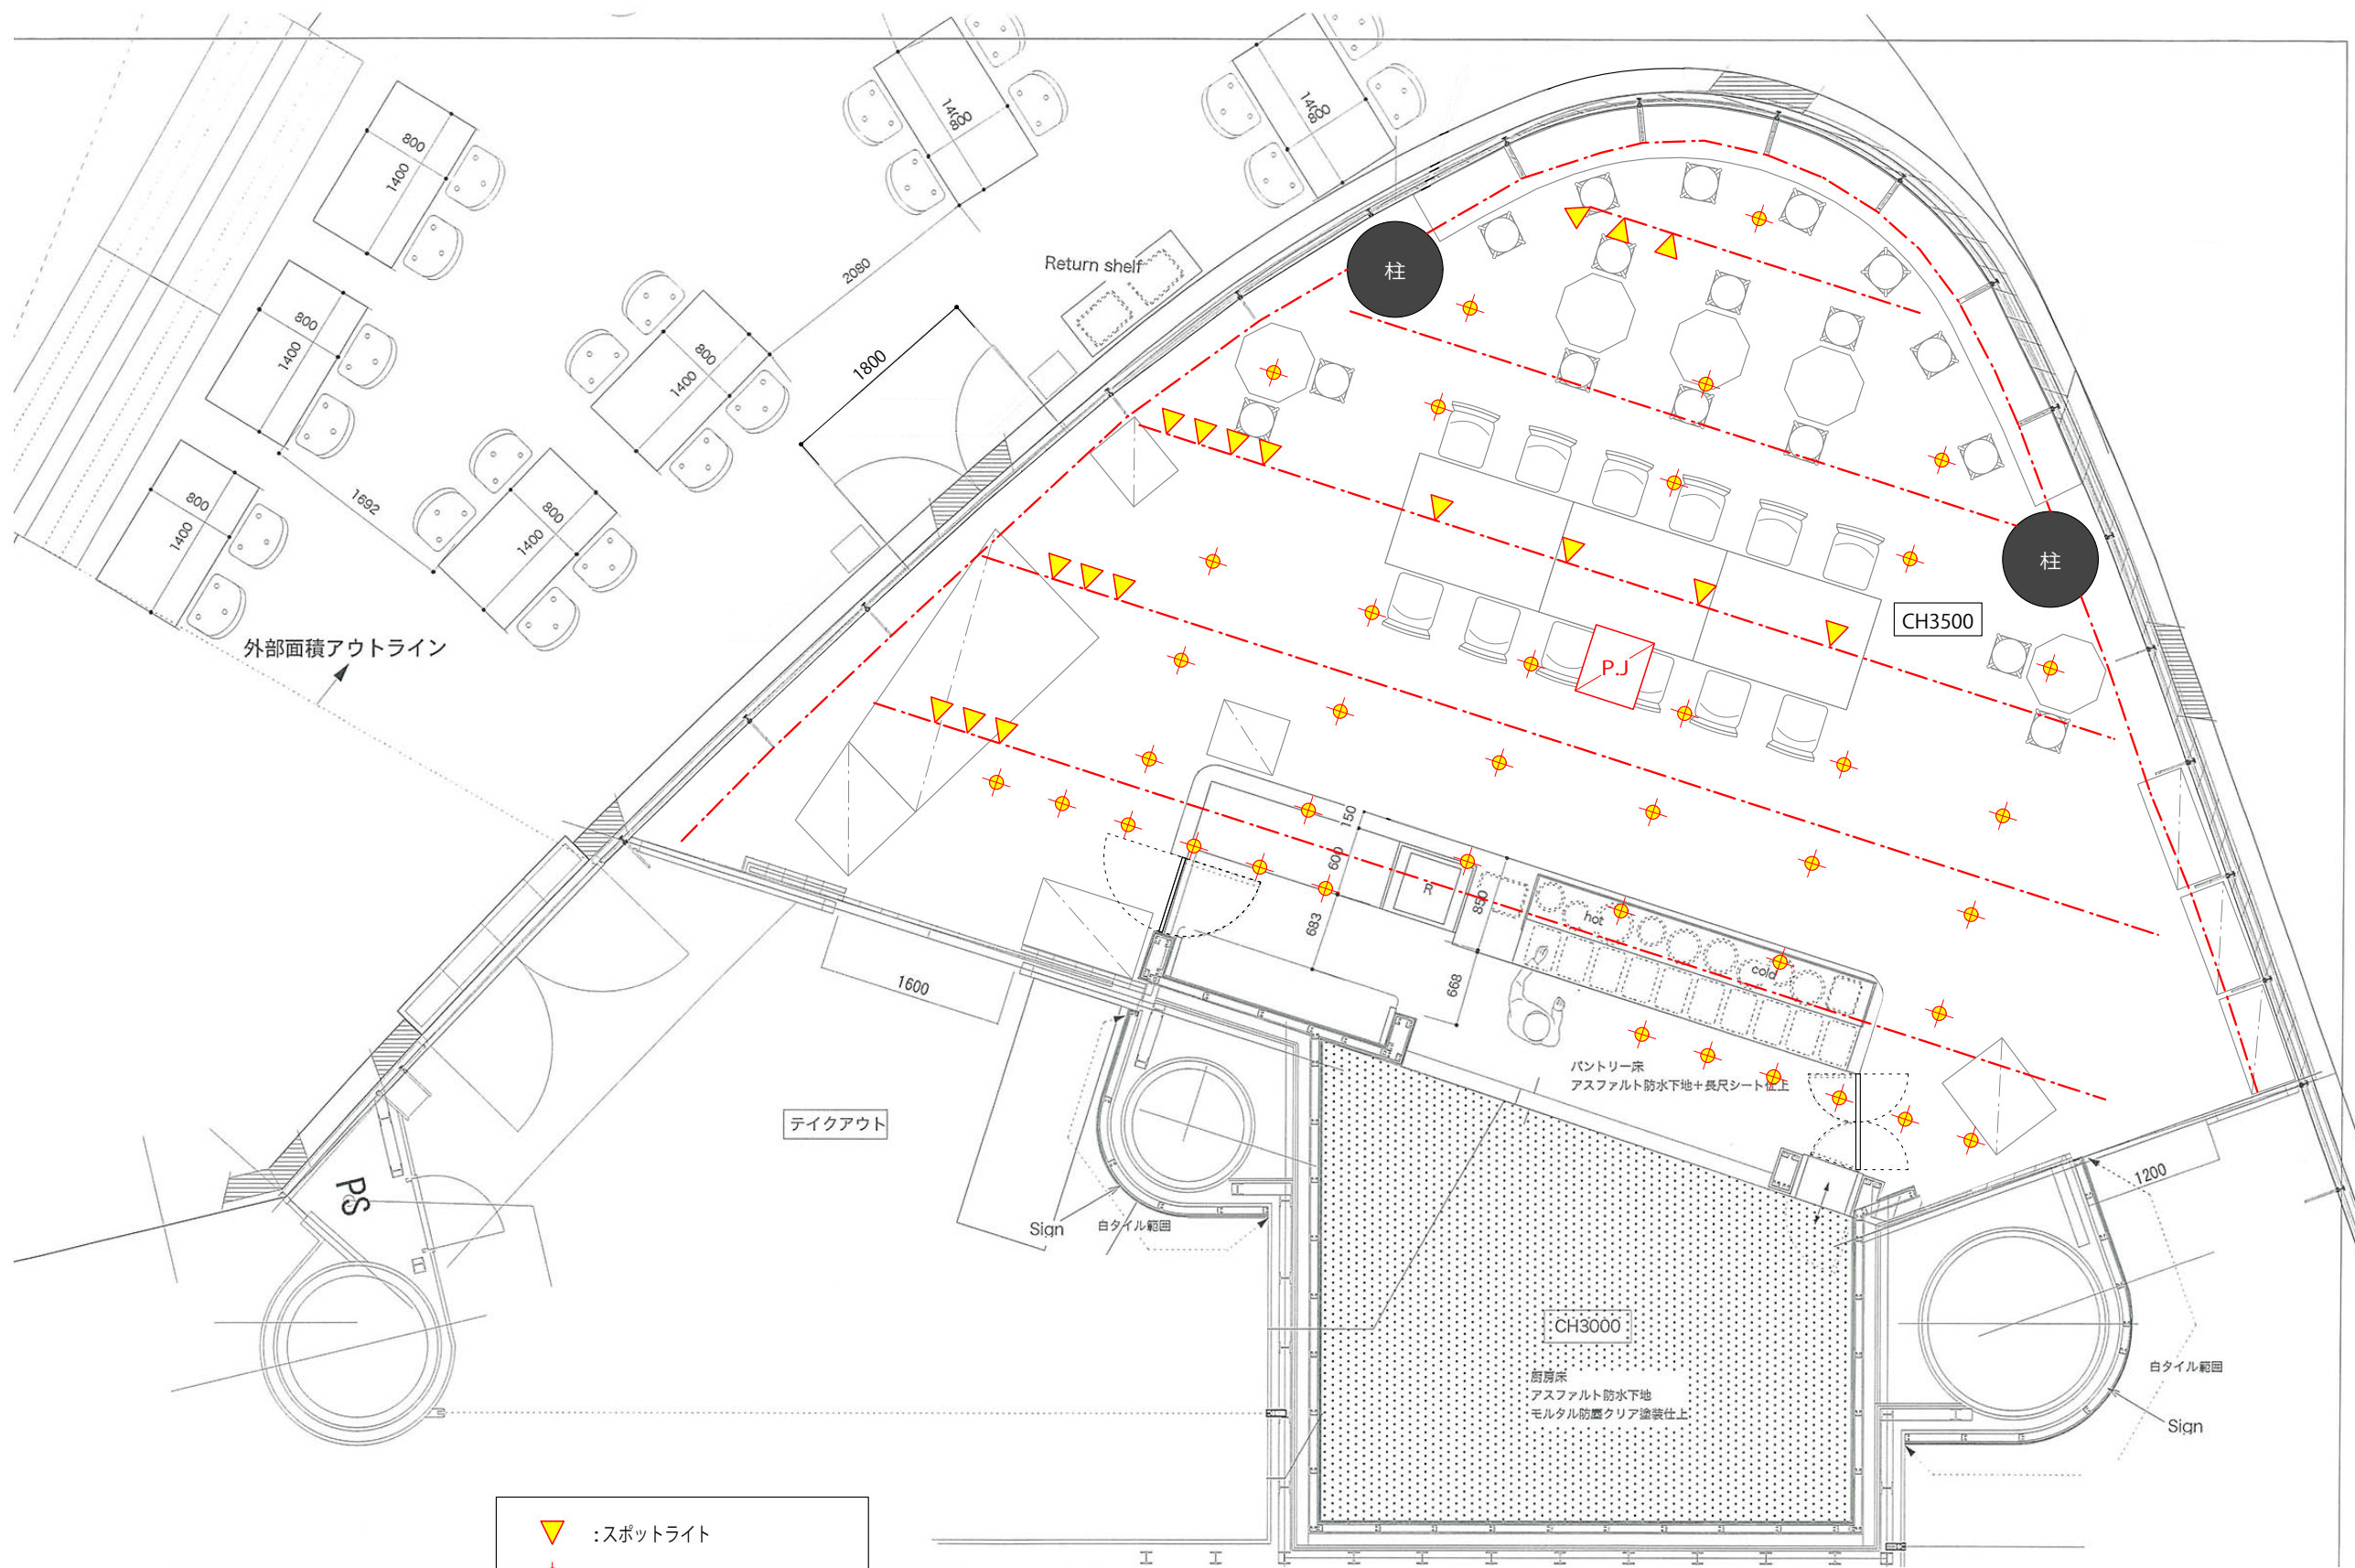 800
1400
1400
800
1400
800
Return shelf
2080
柱
800
1400
1800
800
1400
1692
800
1400
800
1400
柱
CH3500
外部面積アウトライン
P.J
150
600
R
850
683
hot
cold
668
1600
パントリー床
アスファルト防水下地+長尺シート仕上
テイクアウト
PS
1200
Sign
白タイル範囲
CH3000
白タイル範囲
厨房床
アスファルト防水下地
モルタル防塵クリア塗装仕上
Sign
:スポットライト